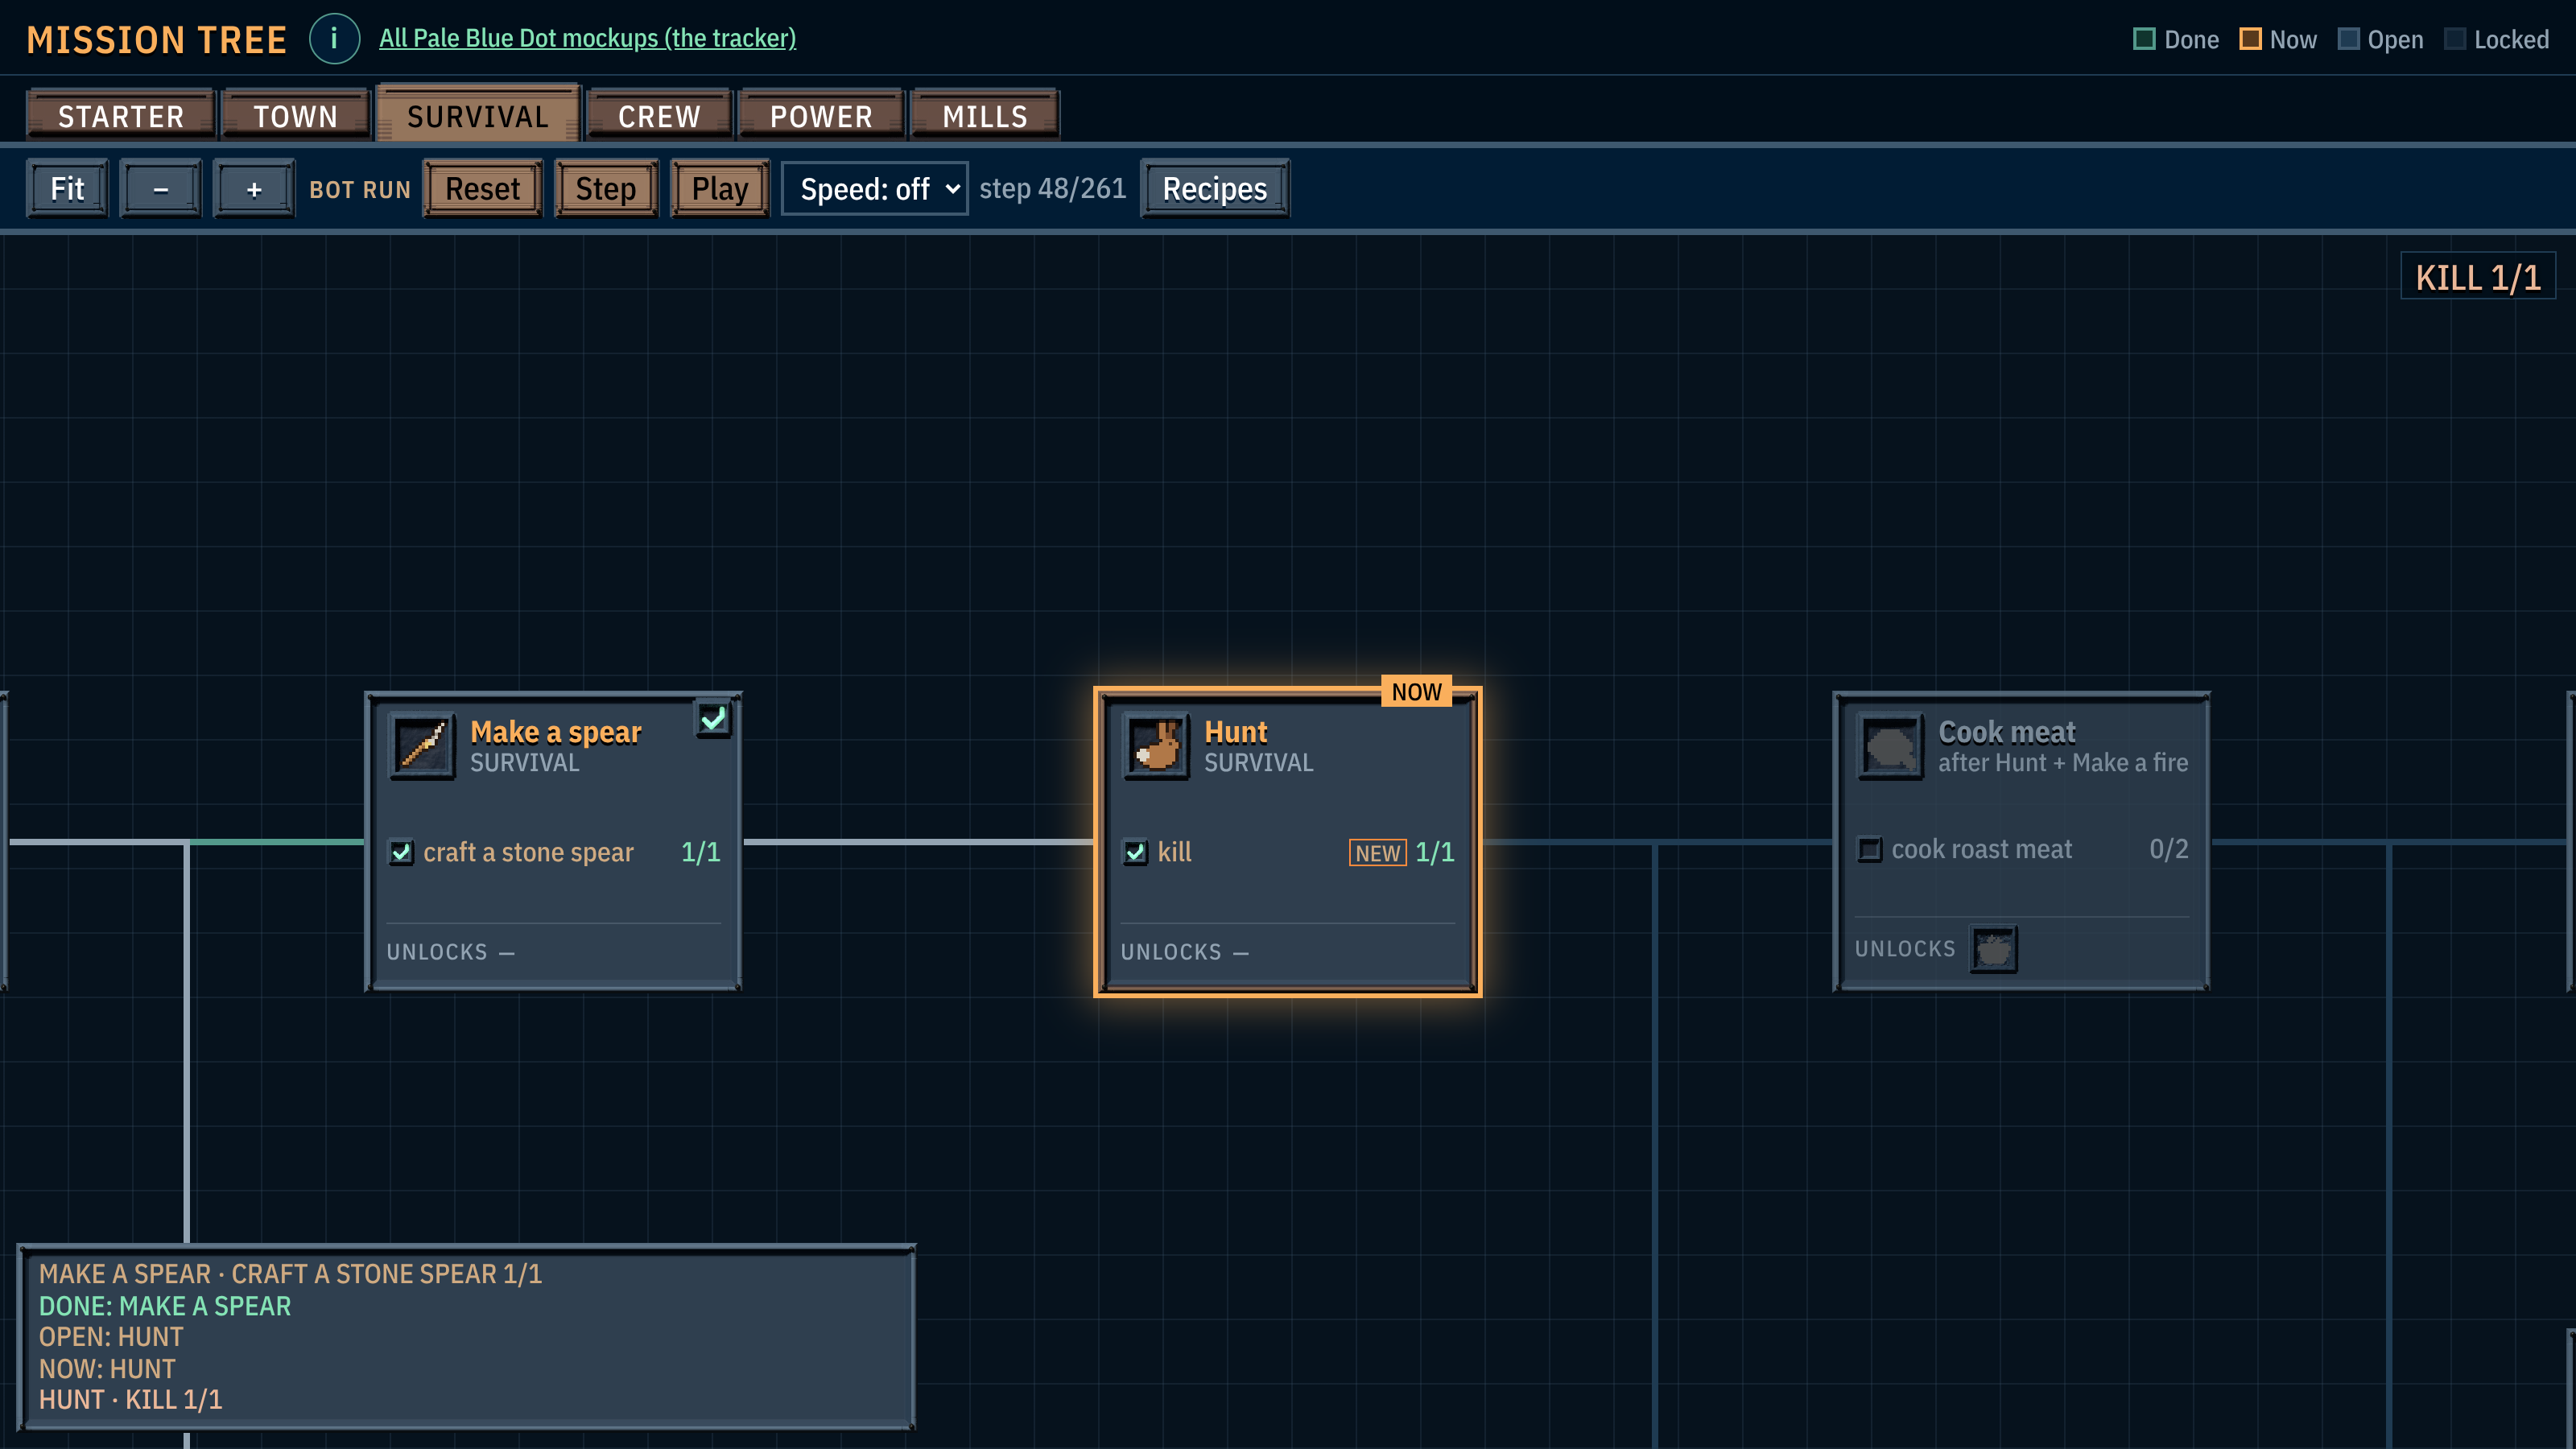 MISSION TREE i All Pale Blue Dot mockups (the tracker) Done Now Open Locked
STARTER TOWN SURVIVAL CREW POWER MILLS
Fit – + BOT RUN Reset Step Play Speed: off step 48/261 Recipes
KILL 1/1
NOW
Make a spear
SURVIVAL
craft a stone spear 1/1
UNLOCKS –
Hunt
SURVIVAL
kill NEW 1/1
UNLOCKS –
Cook meat
after Hunt + Make a fire
cook roast meat 0/2
UNLOCKS
MAKE A SPEAR · CRAFT A STONE SPEAR 1/1
DONE: MAKE A SPEAR
OPEN: HUNT
NOW: HUNT
HUNT · KILL 1/1